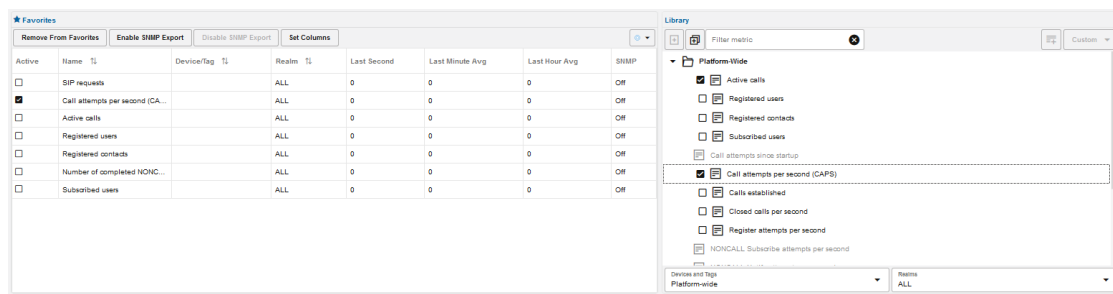 Favorites
Remove From Favorites Enable SNMP Export Disable SNMP Export Set Columns
Active Name Device/Tag Realm Last Second Last Minute Avg Last Hour Avg SNMP
SIP requests ALL 0 0 0 Off
Call attempts per second (CA... ALL 0 0 0 Off
Active calls ALL 0 0 0 Off
Registered users ALL 0 0 0 Off
Registered contacts ALL 0 0 0 Off
Number of completed NONC... ALL 0 0 0 Off
Subscribed users ALL 0 0 0 Off
Library
Filter metric Custom
Platform-Wide
Active calls
Registered users
Registered contacts
Subscribed users
Call attempts since startup
Call attempts per second (CAPS)
Calls established
Closed calls per second
Register attempts per second
NONCALL Subscribe attempts per second
Devices and Tags
Platform-wide
Realms
ALL